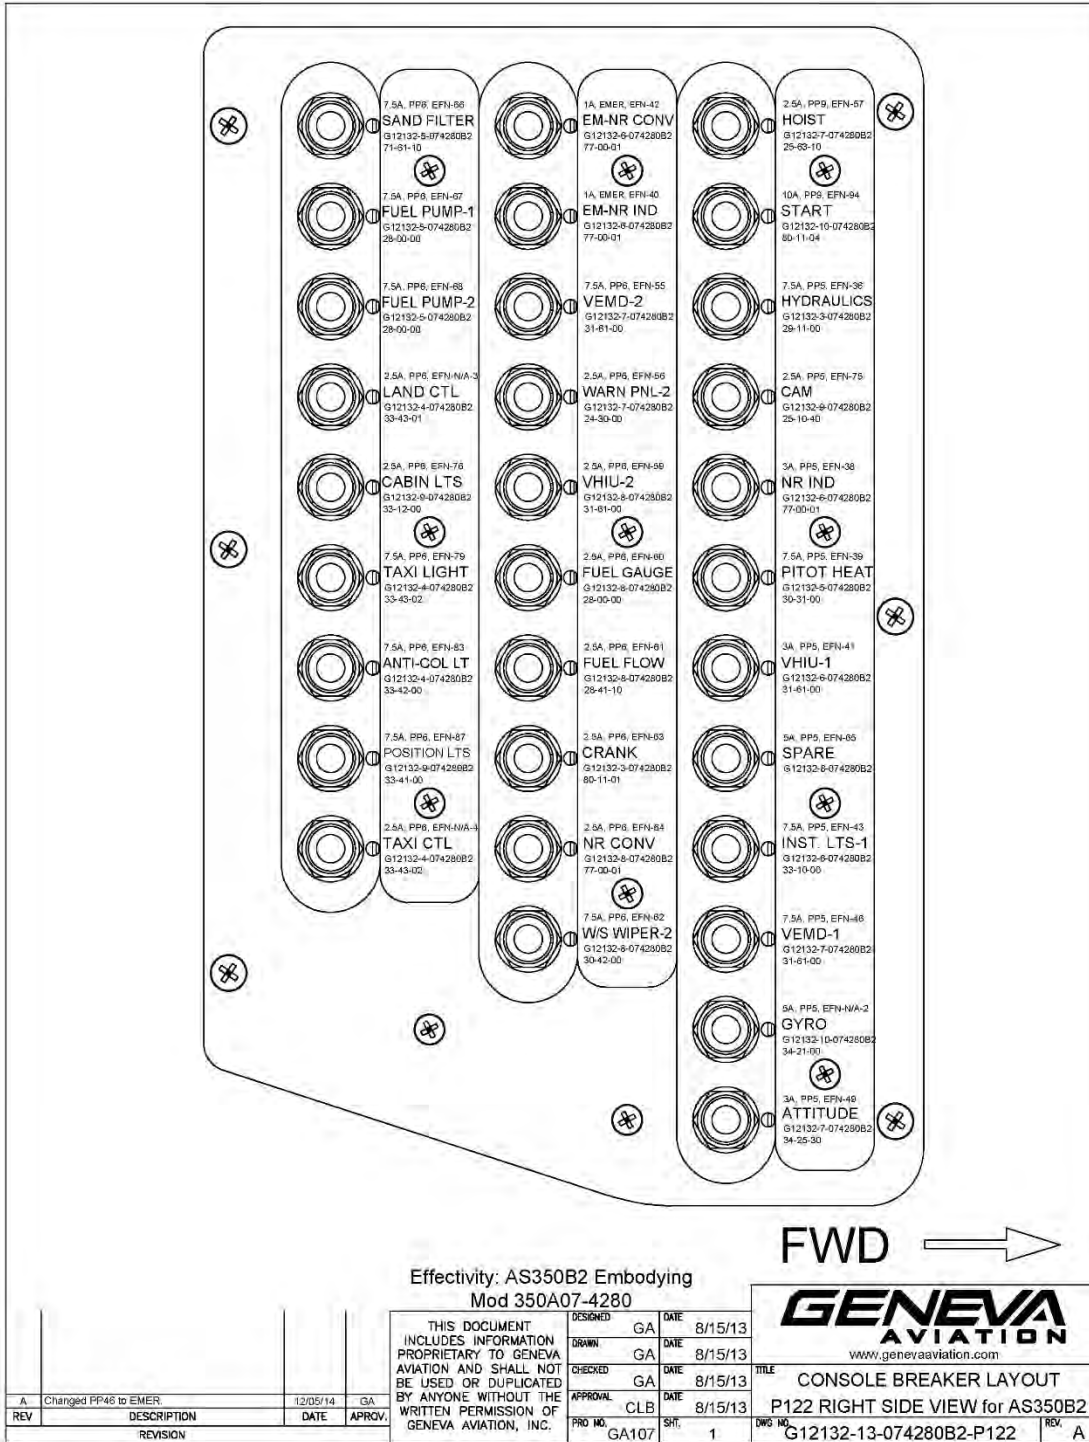 7.5A, PP6, EFN-66
SAND FILTER
G12132-5-074280B2
71-61-10
7.5A, PP6, EFN-67
FUEL PUMP-1
G12132-5-074280B2
28-00-00
7.5A, PP6, EFN-68
FUEL PUMP-2
G12132-5-074280B2
28-00-00
2.5A, PP6, EFN-N/A-3
LAND CTL
G12132-4-074280B2
33-43-01
2.5A, PP6, EFN-76
CABIN LTS
G12132-9-074280B2
33-12-00
7.5A, PP6, EFN-79
TAXI LIGHT
G12132-4-074280B2
33-43-02
7.5A, PP6, EFN-83
ANTI-COL LT
G12132-4-074280B2
33-42-00
7.5A, PP6, EFN-87
POSITION LTS
G12132-9-074280B2
33-41-00
2.5A, PP6, EFN-N/A-4
TAXI CTL
G12132-4-074280B2
33-43-02
1A, EMER, EFN-42
EM-NR CONV
G12132-6-074280B2
77-00-01
1A, EMER, EFN-40
EM-NR IND
G12132-6-074280B2
77-00-01
7.5A, PP6, EFN-55
VEMD-2
G12132-7-074280B2
31-61-00
2.5A, PP6, EFN-56
WARN PNL-2
G12132-7-074280B2
24-30-00
2.5A, PP6, EFN-59
VHIU-2
G12132-8-074280B2
31-61-00
2.5A, PP6, EFN-60
FUEL GAUGE
G12132-8-074280B2
28-00-00
2.5A, PP6, EFN-61
FUEL FLOW
G12132-8-074280B2
28-41-10
2.5A, PP6, EFN-63
CRANK
G12132-3-074280B2
80-11-01
2.5A, PP6, EFN-64
NR CONV
G12132-8-074280B2
77-00-01
7.5A, PP6, EFN-62
W/S WIPER-2
G12132-8-074280B2
30-42-00
2.5A, PP9, EFN-57
HOIST
G12132-7-074280B2
25-63-10
10A, PP9, EFN-94
START
G12132-10-074280B2
80-11-04
7.5A, PP5, EFN-36
HYDRAULICS
G12132-3-074280B2
29-11-00
2.5A, PP5, EFN-75
CAM
G12132-9-074280B2
25-10-40
3A, PP5, EFN-38
NR IND
G12132-6-074280B2
77-00-01
7.5A, PP5, EFN-39
PITOT HEAT
G12132-5-074280B2
30-31-00
3A, PP5, EFN-41
VHIU-1
G12132-6-074280B2
31-61-00
5A, PP5, EFN-65
SPARE
G12132-8-074280B2
7.5A, PP5, EFN-43
INST. LTS-1
G12132-6-074280B2
33-10-00
7.5A, PP5, EFN-46
VEMD-1
G12132-7-074280B2
31-61-00
5A, PP5, EFN-N/A-2
GYRO
G12132-10-074280B2
34-21-00
3A, PP5, EFN-49
ATTITUDE
G12132-7-074280B2
34-25-30
FWD
Effectivity: AS350B2 Embodying
Mod 350A07-4280
A Changed PP46 to EMER. 12/05/14 GA
REV DESCRIPTION DATE APROV.
REVISION
THIS DOCUMENT
INCLUDES INFORMATION
PROPRIETARY TO GENEVA
AVIATION AND SHALL NOT
BE USED OR DUPLICATED
BY ANYONE WITHOUT THE
WRITTEN PERMISSION OF
GENEVA AVIATION, INC.
DESIGNED GA DATE 8/15/13
DRAWN GA DATE 8/15/13
CHECKED GA DATE 8/15/13
APPROVAL CLB DATE 8/15/13
PRO NO. GA107 SHT. 1
GENEVA
AVIATION
www.genevaaviation.com
TITLE
CONSOLE BREAKER LAYOUT
P122 RIGHT SIDE VIEW for AS350B2
DWG NO. G12132-13-074280B2-P122 REV. A